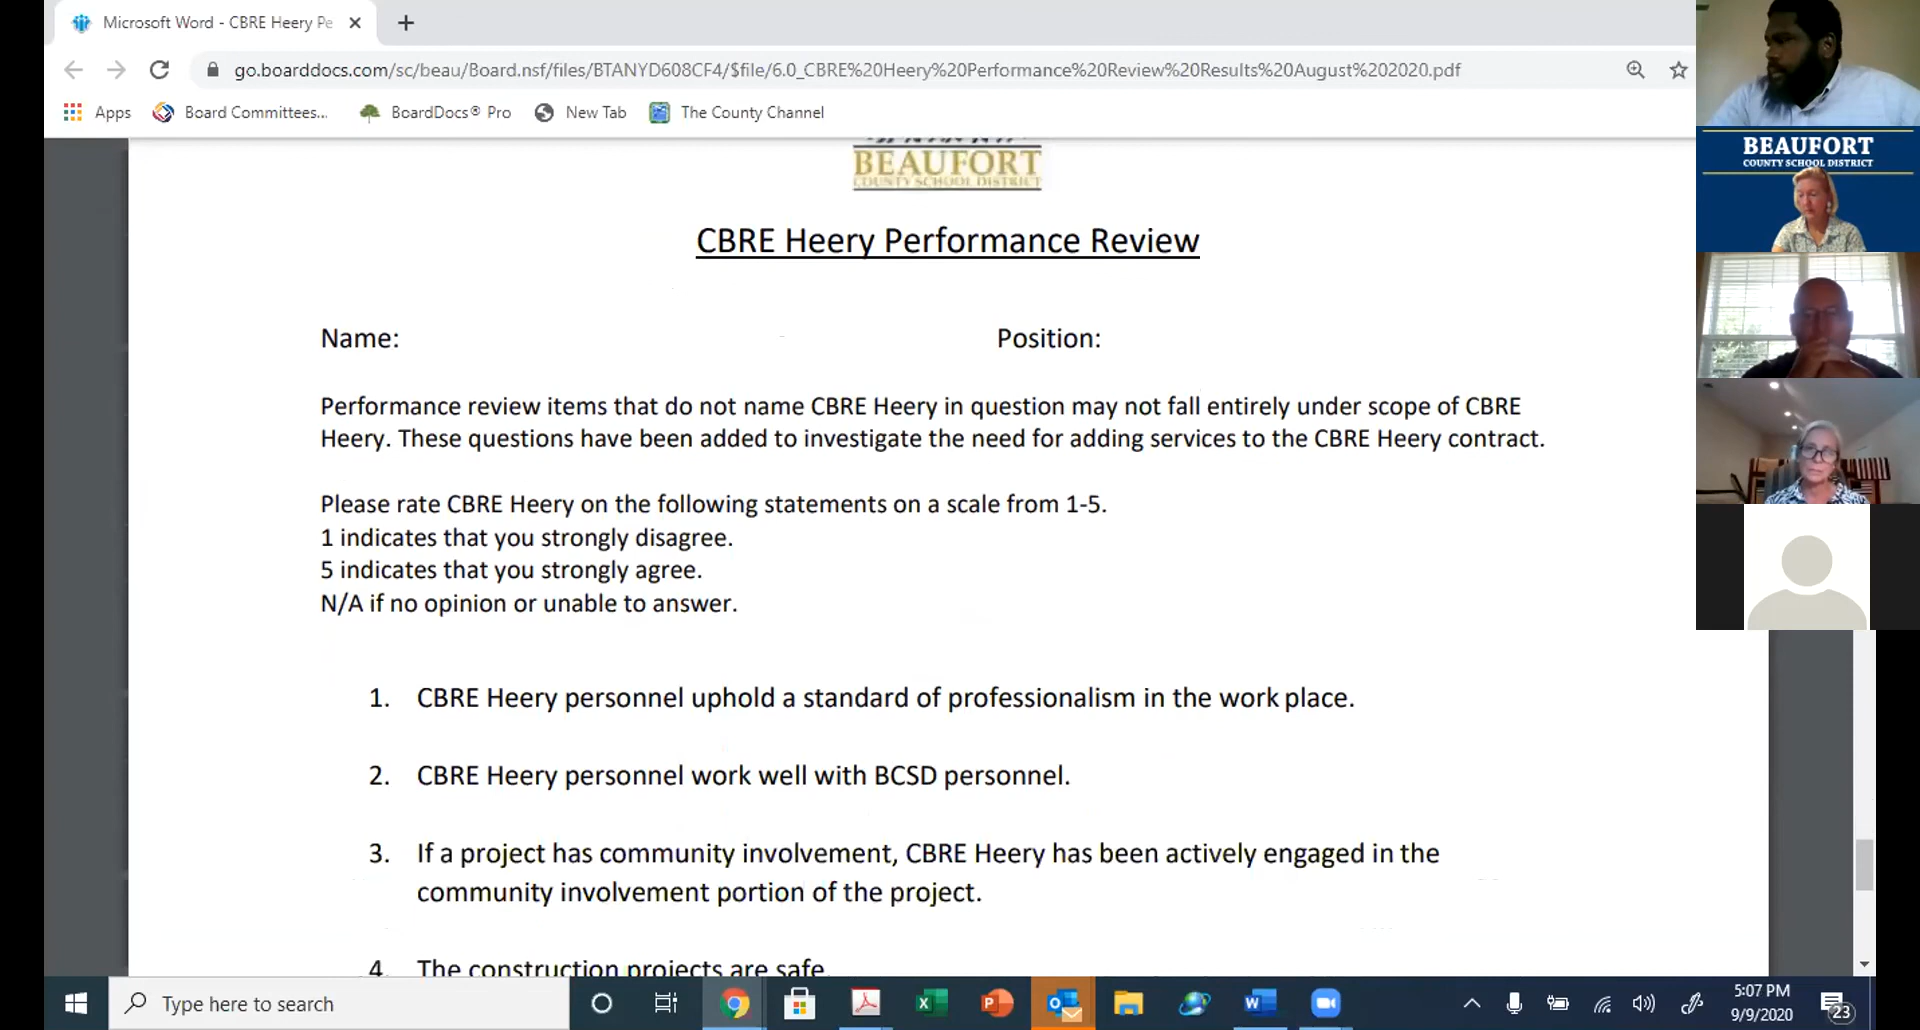 Microsoft Word - CBRE Heery Pe
go.boarddocs.com/sc/beau/Board.nsf/files/BTANYD608CF4/$file/6.0_CBRE%20Heery%20Performance%20Review%20Results%20August%202020.pdf
Apps Board Committees... BoardDocs® Pro New Tab The County Channel
BEAUFORT
COUNTY SCHOOL DISTRICT
BEAUFORT
COUNTY SCHOOL DISTRICT
CBRE Heery Performance Review
Name: Position:
Performance review items that do not name CBRE Heery in question may not fall entirely under scope of CBRE
Heery. These questions have been added to investigate the need for adding services to the CBRE Heery contract.
Please rate CBRE Heery on the following statements on a scale from 1-5.
1 indicates that you strongly disagree.
5 indicates that you strongly agree.
N/A if no opinion or unable to answer.
1. CBRE Heery personnel uphold a standard of professionalism in the work place.
2. CBRE Heery personnel work well with BCSD personnel.
3. If a project has community involvement, CBRE Heery has been actively engaged in the
community involvement portion of the project.
4. The construction projects are safe.
Type here to search
5:07 PM
9/9/2020
23